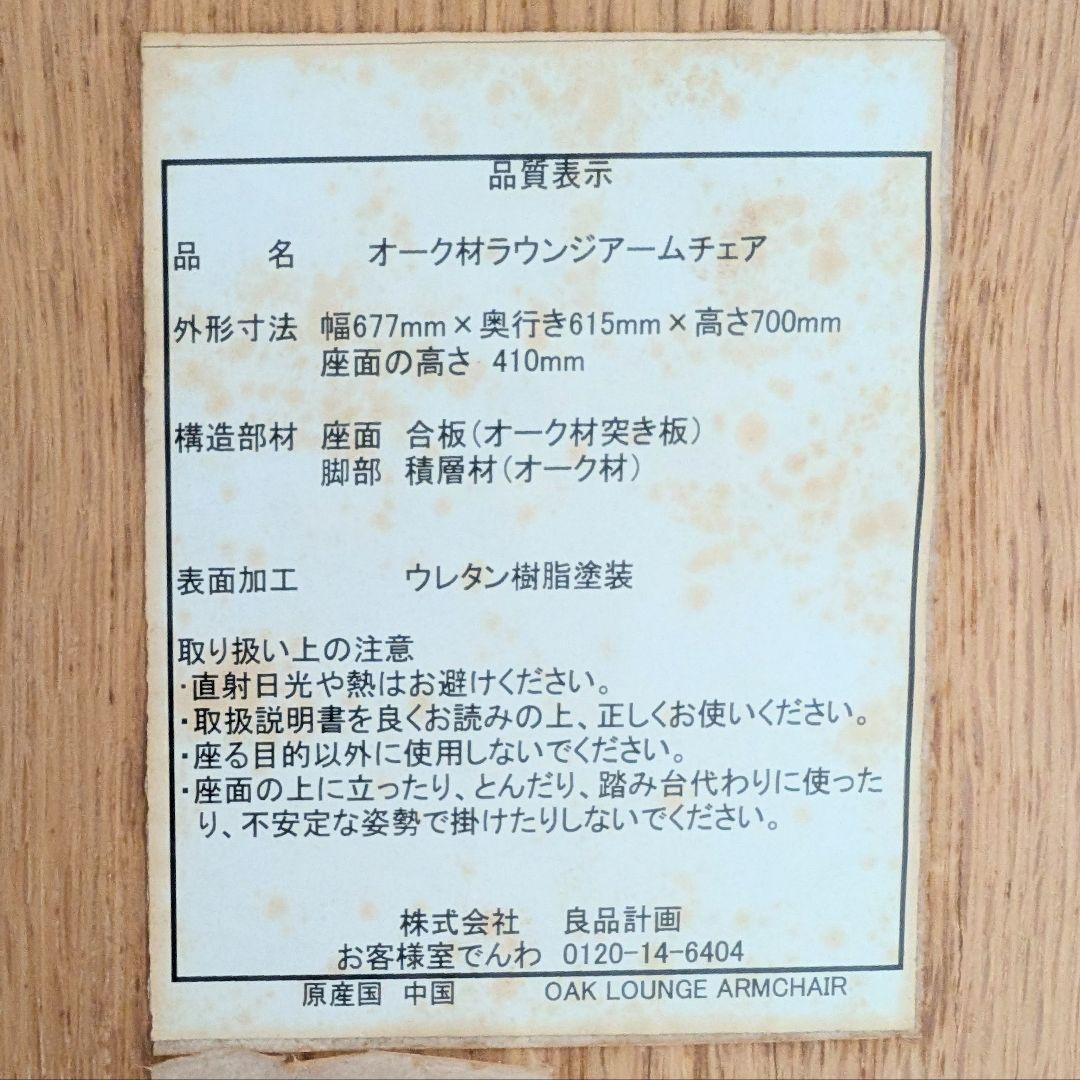 品質表示
品　　名　　オーク材ラウンジアームチェア
外形寸法 幅677mm×奥行き615mm×高さ700mm
座面の高さ 410mm
構造部材 座面 合板(オーク材突き板)
脚部 積層材(オーク材)
表面加工　　ウレタン樹脂塗装
取り扱い上の注意
・直射日光や熱はお避けください。
・取扱説明書を良くお読みの上、正しくお使いください。
・座る目的以外に使用しないでください。
・座面の上に立ったり、とんだり、踏み台代わりに使った
り、不安定な姿勢で掛けたりしないでください。
株式会社　良品計画
お客様室でんわ 0120-14-6404
原産国 中国　　OAK LOUNGE ARMCHAIR